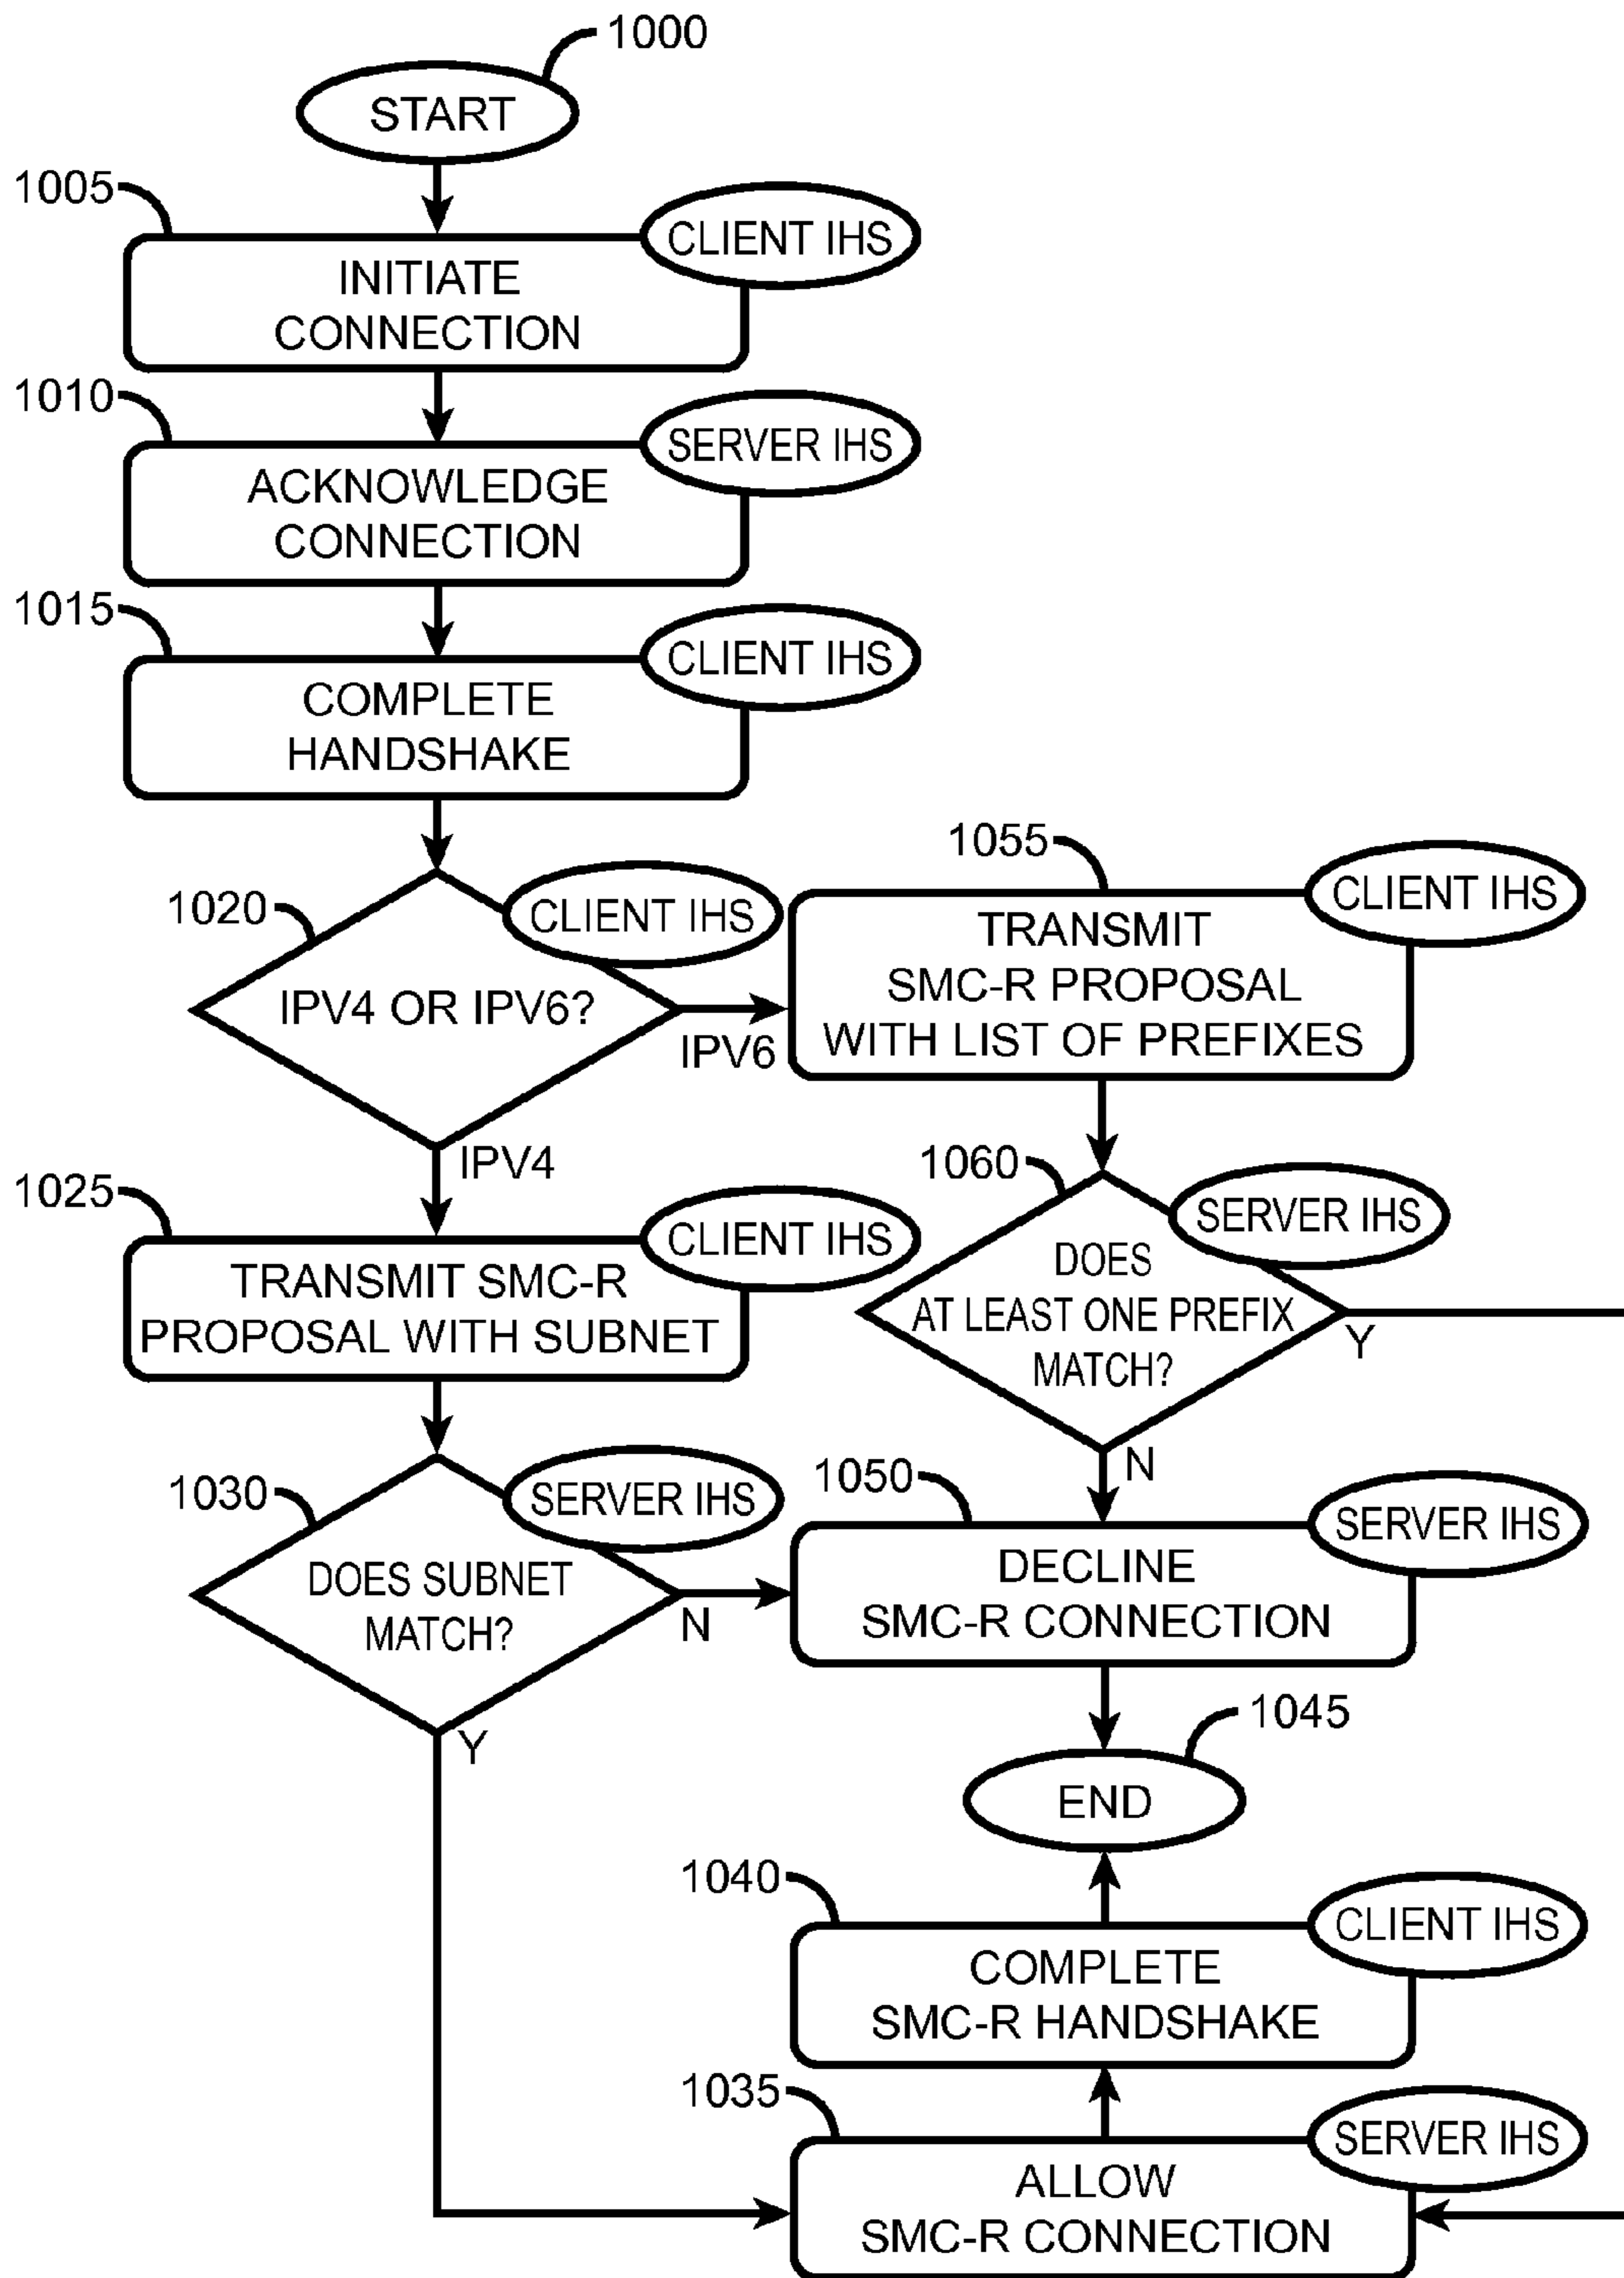 1000
START
1005
CLIENT IHS
INITIATE
CONNECTION
1010
SERVER IHS
ACKNOWLEDGE
CONNECTION
1015
CLIENT IHS
COMPLETE
HANDSHAKE
1020
CLIENT IHS
IPV4 OR IPV6?
IPV6
IPV4
1055
CLIENT IHS
TRANSMIT
SMC-R PROPOSAL
WITH LIST OF PREFIXES
1060
SERVER IHS
DOES
AT LEAST ONE PREFIX
MATCH?
Y
N
1025
CLIENT IHS
TRANSMIT SMC-R
PROPOSAL WITH SUBNET
1030
SERVER IHS
DOES SUBNET
MATCH?
N
Y
1050
SERVER IHS
DECLINE
SMC-R CONNECTION
1045
END
1040
CLIENT IHS
COMPLETE
SMC-R HANDSHAKE
1035
SERVER IHS
ALLOW
SMC-R CONNECTION